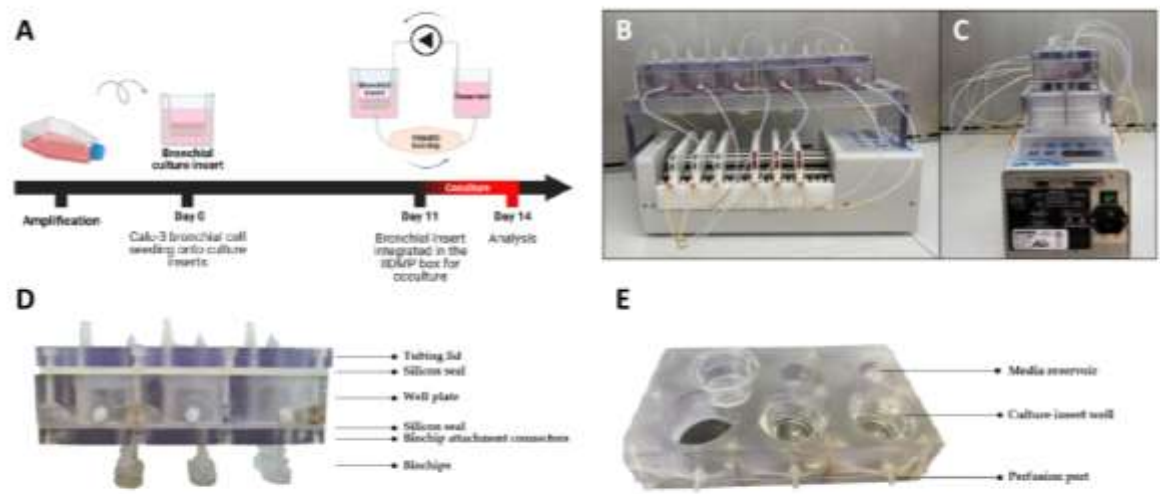 A
Bronchial
culture insert
Coculture
Amplification
Day 0
Day 11
Day 14
Calu-3 bronchial cell
seeding onto culture
inserts
Bronchial insert
integrated in the
IIDMP box for
coculture
Analysis
B
C
D
Tubing lid
Silicon seal
Well plate
Silicon seal
Biochip attachment connectors
Biochips
E
Media reservoir
Culture insert well
Perfusion port